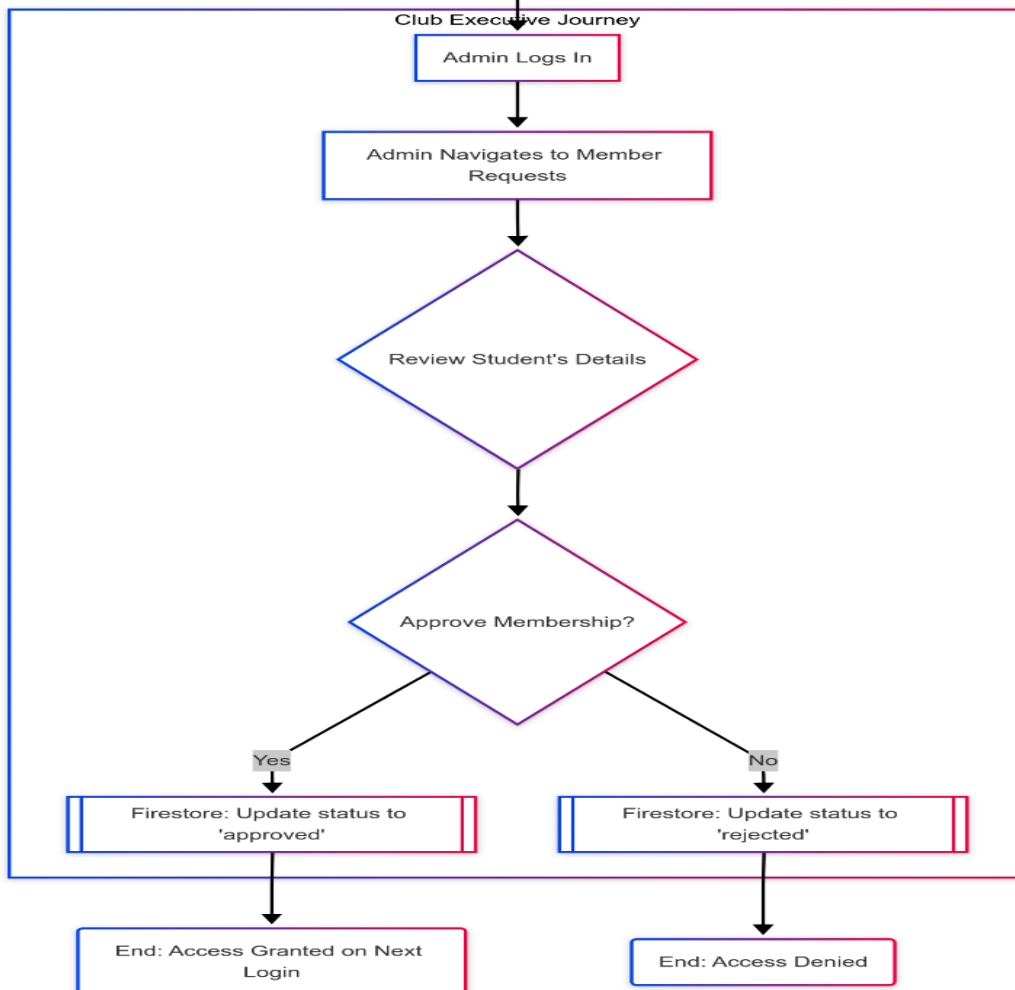 Club Executive Journey
Admin Logs In
Admin Navigates to Member
Requests
Review Student's Details
Approve Membership?
Yes
No
Firestore: Update status to
'approved'
Firestore: Update status to
'rejected'
End: Access Granted on Next
Login
End: Access Denied